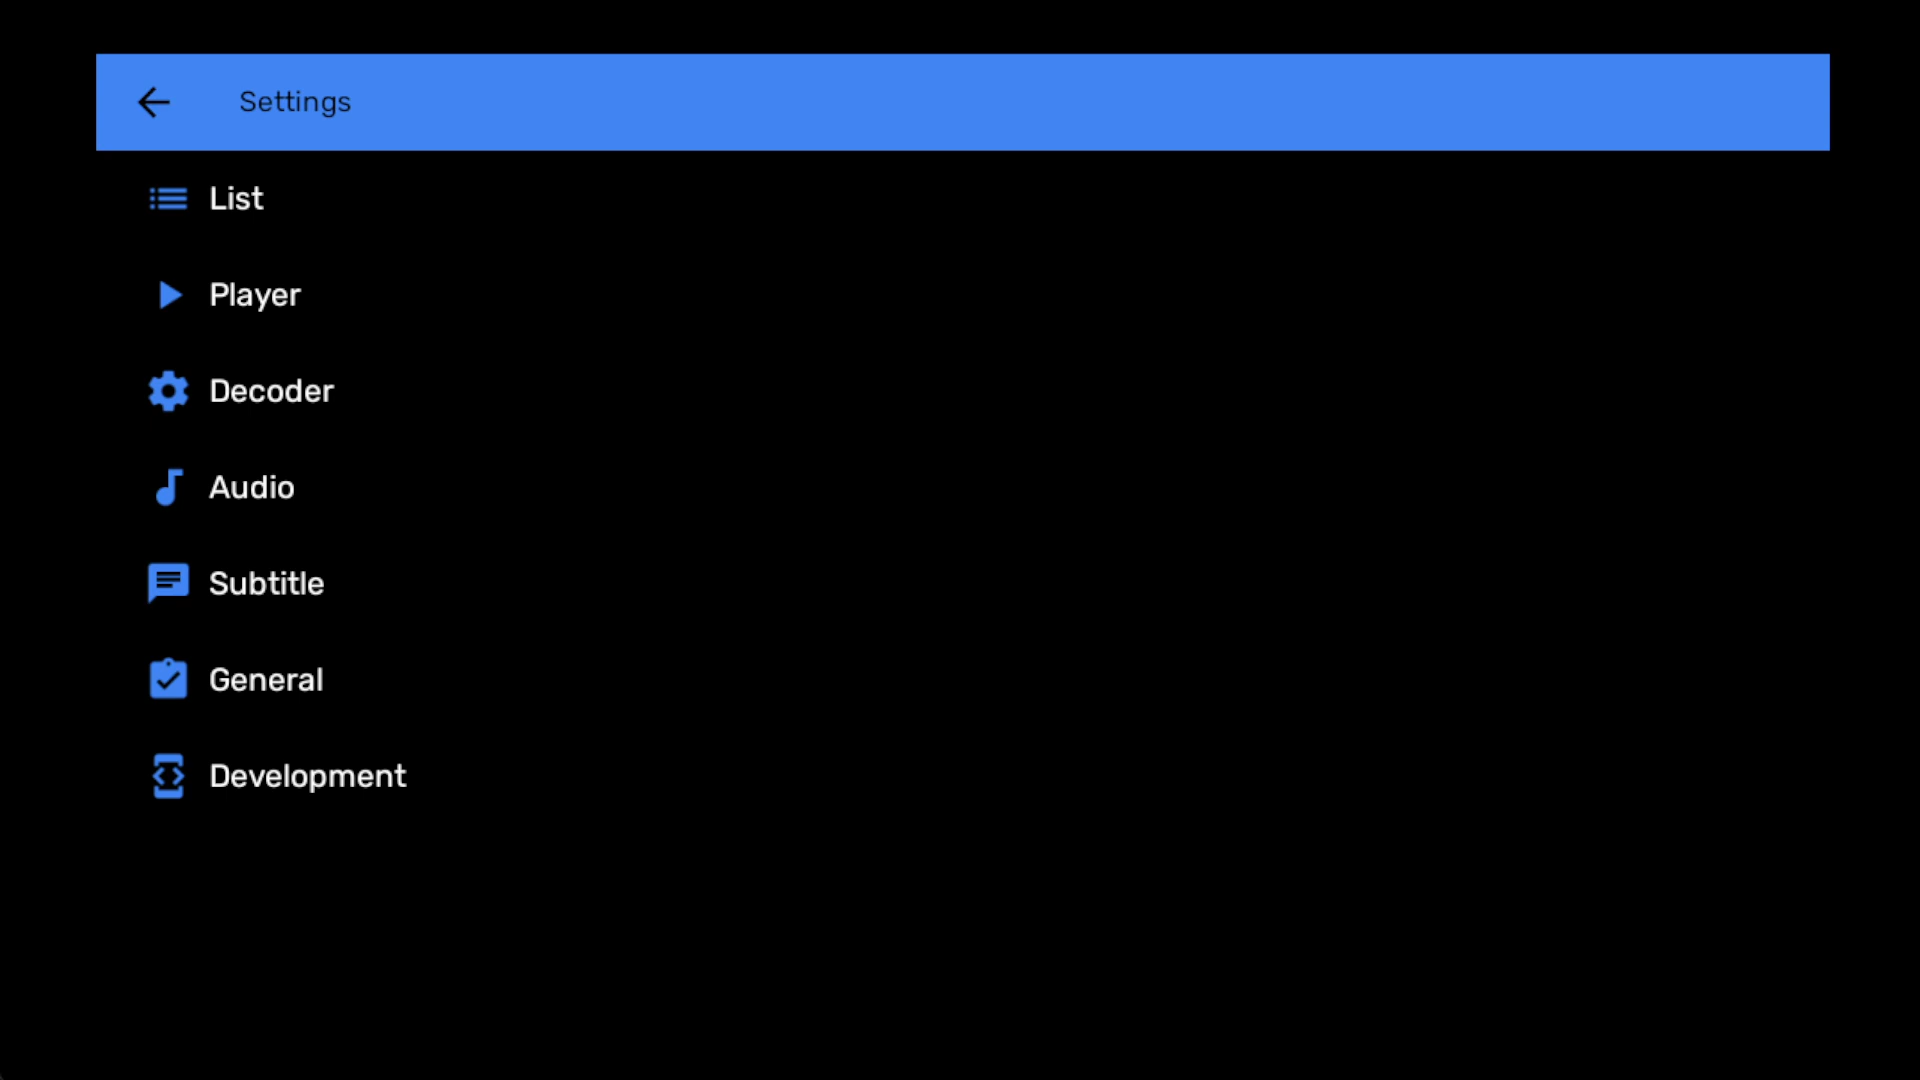 Settings
List
Player
Decoder
Audio
Subtitle
General
Development